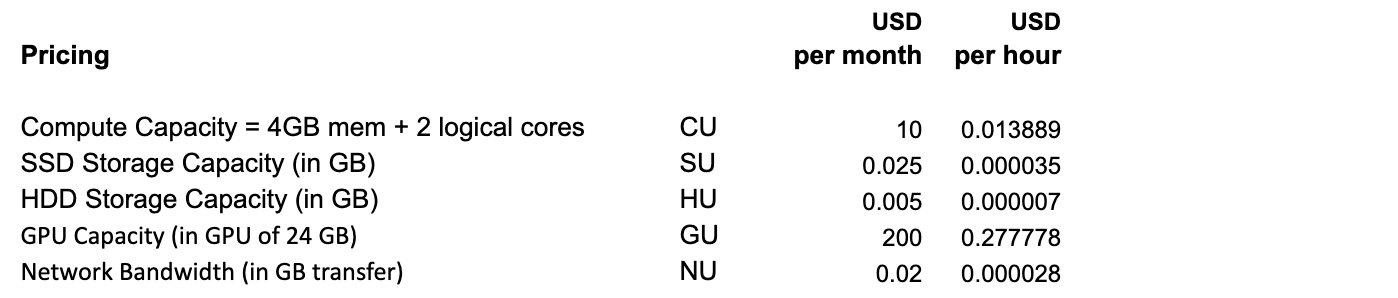 USD USD
Pricing per month per hour
Compute Capacity = 4GB mem + 2 logical cores CU 10 0.013889
SSD Storage Capacity (in GB) SU 0.025 0.000035
HDD Storage Capacity (in GB) HU 0.005 0.000007
GPU Capacity (in GPU of 24 GB) GU 200 0.277778
Network Bandwidth (in GB transfer) NU 0.02 0.000028